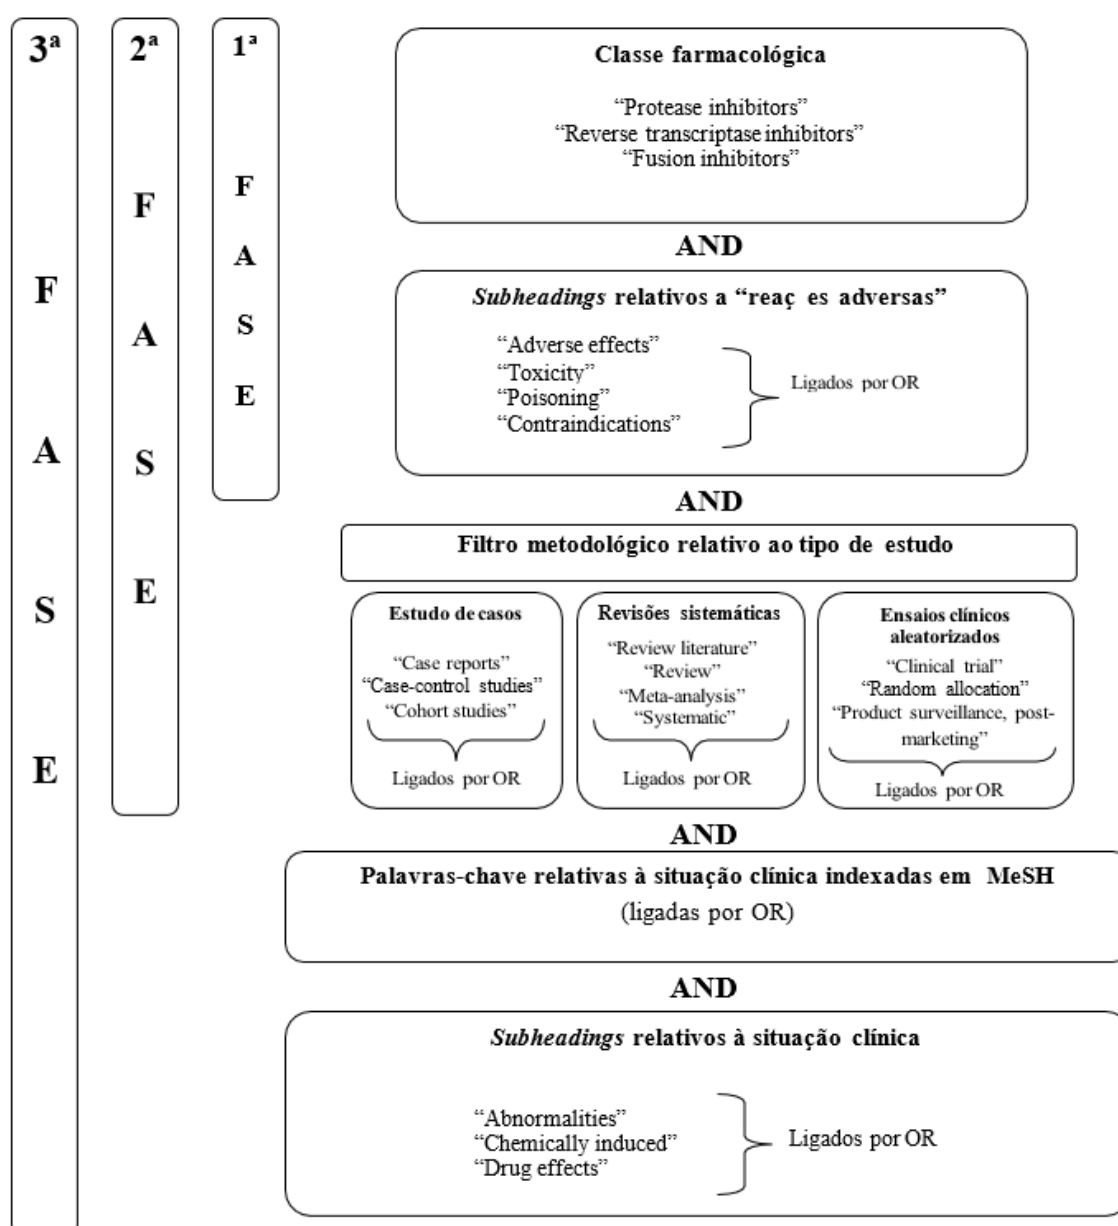 3ª
F
A
S
E
2ª
F
A
S
E
1ª
F
A
S
E
Classe farmacológica
“Protease inhibitors”
“Reverse transcriptase inhibitors”
“Fusion inhibitors”
AND
Subheadings relativos a “reaç es adversas”
“Adverse effects”
“Toxicity”
“Poisoning”
“Contraindications”
Ligados por OR
AND
Filtro metodológico relativo ao tipo de estudo
Estudo de casos
“Case reports”
“Case-control studies”
“Cohort studies”
Ligados por OR
Revisões sistemáticas
“Review literature”
“Review”
“Meta-analysis”
“Systematic”
Ligados por OR
Ensaios clínicos
aleatorizados
“Clinical trial”
“Random allocation”
“Product surveillance, post-
marketing”
Ligados por OR
AND
Palavras-chave relativas à situação clínica indexadas em MeSH
(ligadas por OR)
AND
Subheadings relativos à situação clínica
“Abnormalities”
“Chemically induced”
“Drug effects”
Ligados por OR